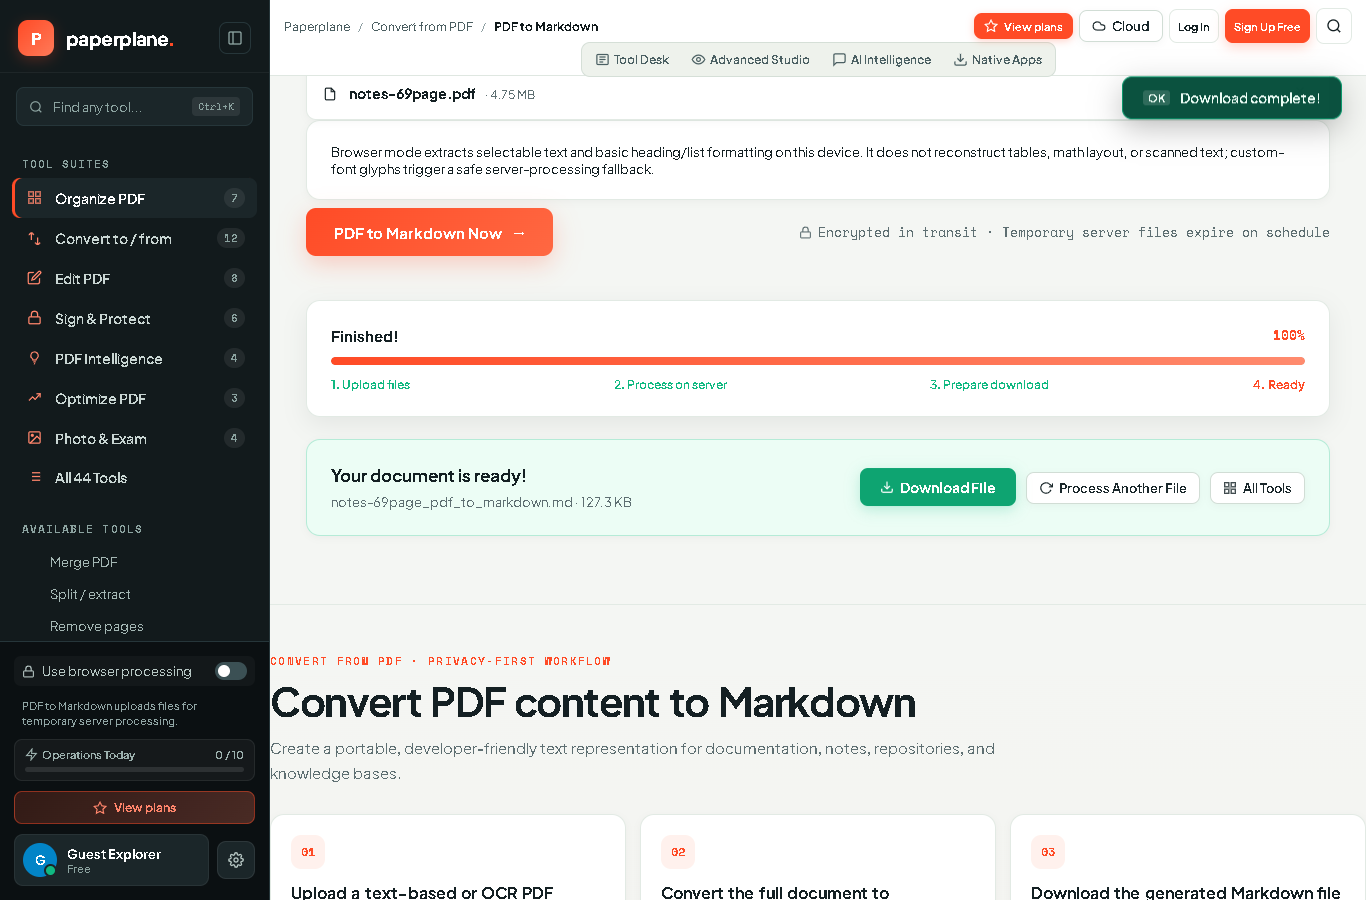 P paperplane.
Find any tool... Ctrl+K
TOOL SUITES
Organize PDF 7
Convert to / from 12
Edit PDF 8
Sign & Protect 6
PDF Intelligence 4
Optimize PDF 3
Photo & Exam 4
All 44 Tools
AVAILABLE TOOLS
Merge PDF
Split / extract
Remove pages
Use browser processing
PDF to Markdown uploads files for
temporary server processing.
Operations Today 0 / 10
View plans
G Guest Explorer
Free
Paperplane / Convert from PDF / PDF to Markdown
View plans Cloud Log In Sign Up Free
Tool Desk Advanced Studio AI Intelligence Native Apps
notes-69page.pdf · 4.75 MB
OK Download complete!
Browser mode extracts selectable text and basic heading/list formatting on this device. It does not reconstruct tables, math layout, or scanned text; custom-
font glyphs trigger a safe server-processing fallback.
PDF to Markdown Now →
Encrypted in transit · Temporary server files expire on schedule
Finished! 100%
1. Upload files 2. Process on server 3. Prepare download 4. Ready
Your document is ready!
notes-69page_pdf_to_markdown.md · 127.3 KB
Download File Process Another File All Tools
CONVERT FROM PDF · PRIVACY-FIRST WORKFLOW
Convert PDF content to Markdown
Create a portable, developer-friendly text representation for documentation, notes, repositories, and
knowledge bases.
01 02 03
Upload a text-based or OCR PDF Convert the full document to Download the generated Markdown file